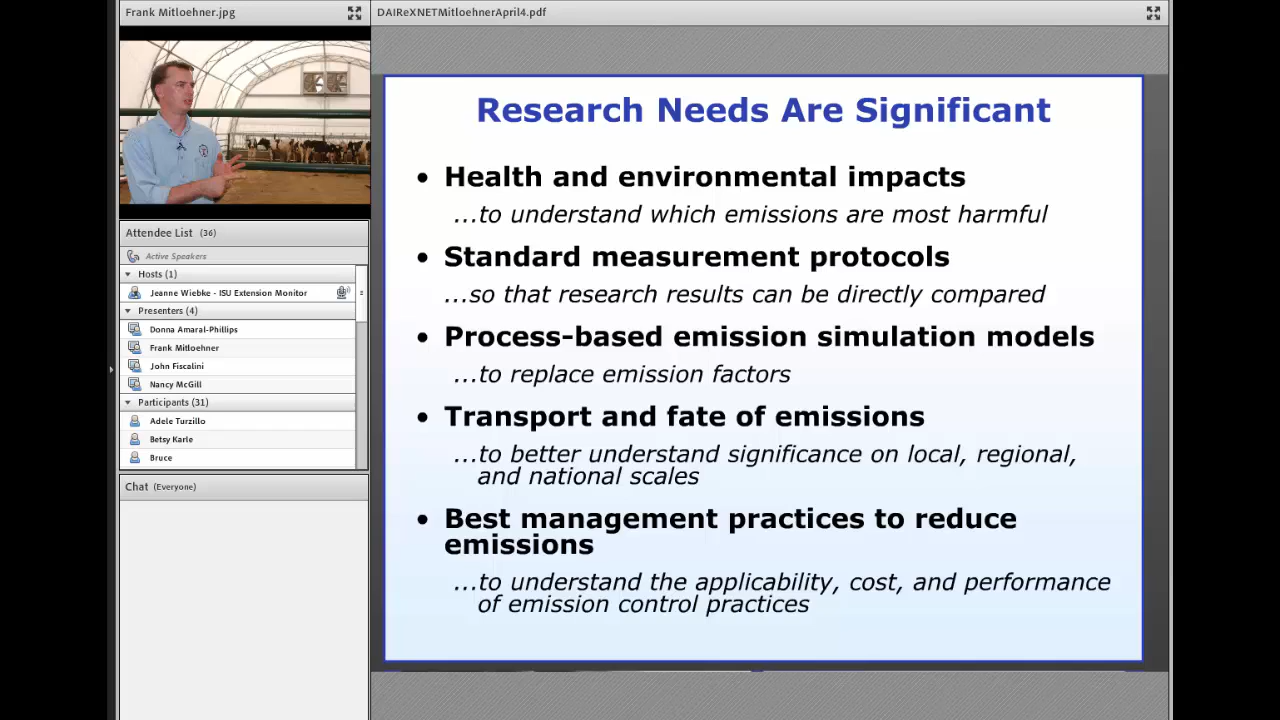 Frank Mitloehner.jpg
DAIReXNETMitloehnerApril4.pdf
Attendee List (36)
Active Speakers
Hosts (1)
Jeanne Wiebke - ISU Extension Monitor
Presenters (4)
Donna Amaral-Phillips
Frank Mitloehner
John Fiscalini
Nancy McGill
Participants (31)
Adele Turzillo
Betsy Karle
Bruce
Chat (Everyone)
Research Needs Are Significant
• Health and environmental impacts
...to understand which emissions are most harmful
• Standard measurement protocols
...so that research results can be directly compared
• Process-based emission simulation models
...to replace emission factors
• Transport and fate of emissions
...to better understand significance on local, regional,
and national scales
• Best management practices to reduce
emissions
...to understand the applicability, cost, and performance
of emission control practices